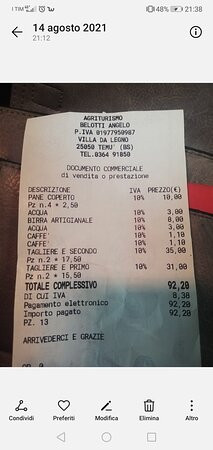 TIM 48% 21:38
14 agosto 2021
21:12
AGRITURISMO
BELOTTI ANGELO
P.IVA 01977950987
VILLA DA LEGNO
25050 TEMU' (BS)
TEL.0364 91850
DOCUMENTO COMMERCIALE
di vendita o prestazione
DESCRIZIONE IVA PREZZO(€)
PANE COPERTO 10% 10,00
Pz n.4 * 2,50
ACQUA 10% 3,00
BIRRA ARTIGIANALE 10% 8,00
ACQUA 10% 3,00
CAFFE' 10% 1,10
CAFFE' 10% 1,10
TAGLIERE E SECONDO 10% 35,00
Pz n.2 * 17,50
TAGLIERE E PRIMO 10% 31,00
Pz n.2 * 15,50
TOTALE COMPLESSIVO 92,20
DI CUI IVA 8,38
Pagamento elettronico 92,20
Importo pagato 92,20
PZ. 13
ARRIVEDERCI E GRAZIE
Condividi Preferiti Modifica Elimina Altro